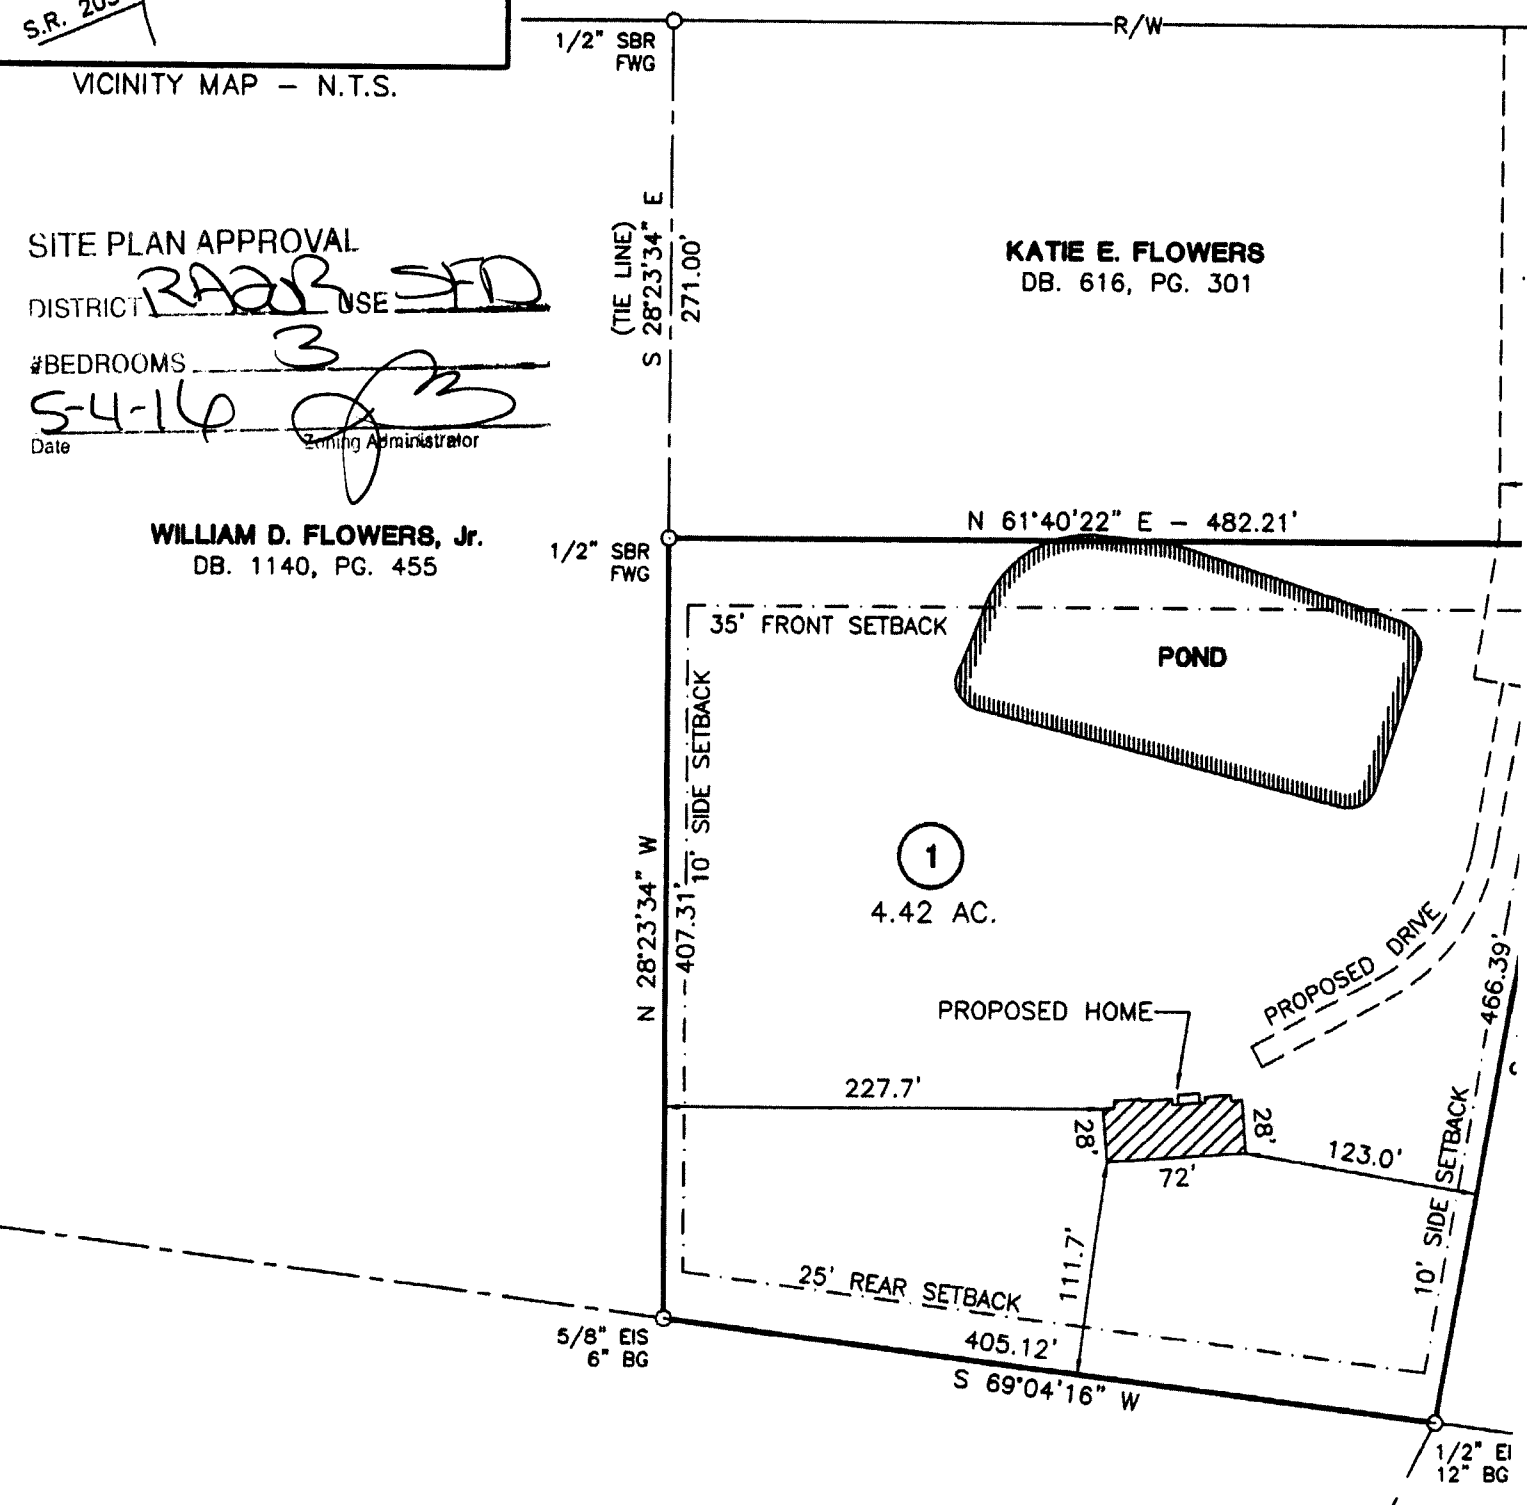 S.R. 203
VICINITY MAP – N.T.S.
1/2" SBR
FWG
R/W
SITE PLAN APPROVAL
DISTRICT RA20R USE SFD
#BEDROOMS 3
5-4-16
Date Zoning Administrator
(TIE LINE)
S 28°23'34" E
271.00'
KATIE E. FLOWERS
DB. 616, PG. 301
WILLIAM D. FLOWERS, Jr.
DB. 1140, PG. 455
1/2" SBR
FWG
N 61°40'22" E – 482.21'
35' FRONT SETBACK
POND
10' SIDE SETBACK
N 28°23'34" W
407.31'
1
4.42 AC.
PROPOSED DRIVE
466.39'
PROPOSED HOME
227.7'
28'
28'
72'
123.0'
10' SIDE SETBACK
111.7'
25' REAR SETBACK
405.12'
S 69°04'16" W
5/8" EIS
6" BG
1/2" EI
12" BG